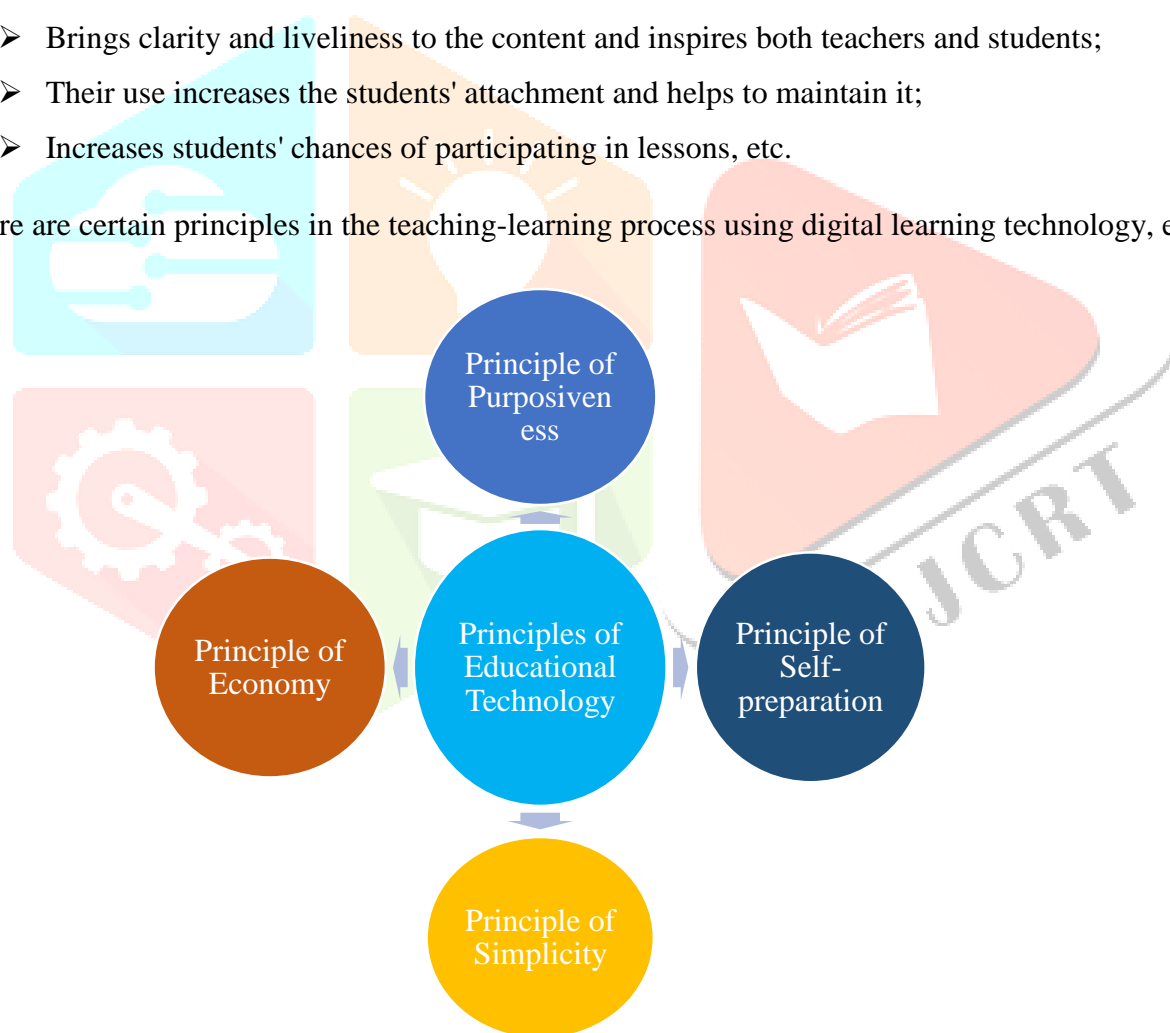 ➢ Brings clarity and liveliness to the content and inspires both teachers and students;
➢ Their use increases the students' attachment and helps to maintain it;
➢ Increases students' chances of participating in lessons, etc.
re are certain principles in the teaching-learning process using digital learning technology, e
Principle of
Purposiven
ess
Principle of
Economy
Principles of
Educational
Technology
Principle of
Self-
preparation
Principle of
Simplicity
JCRT